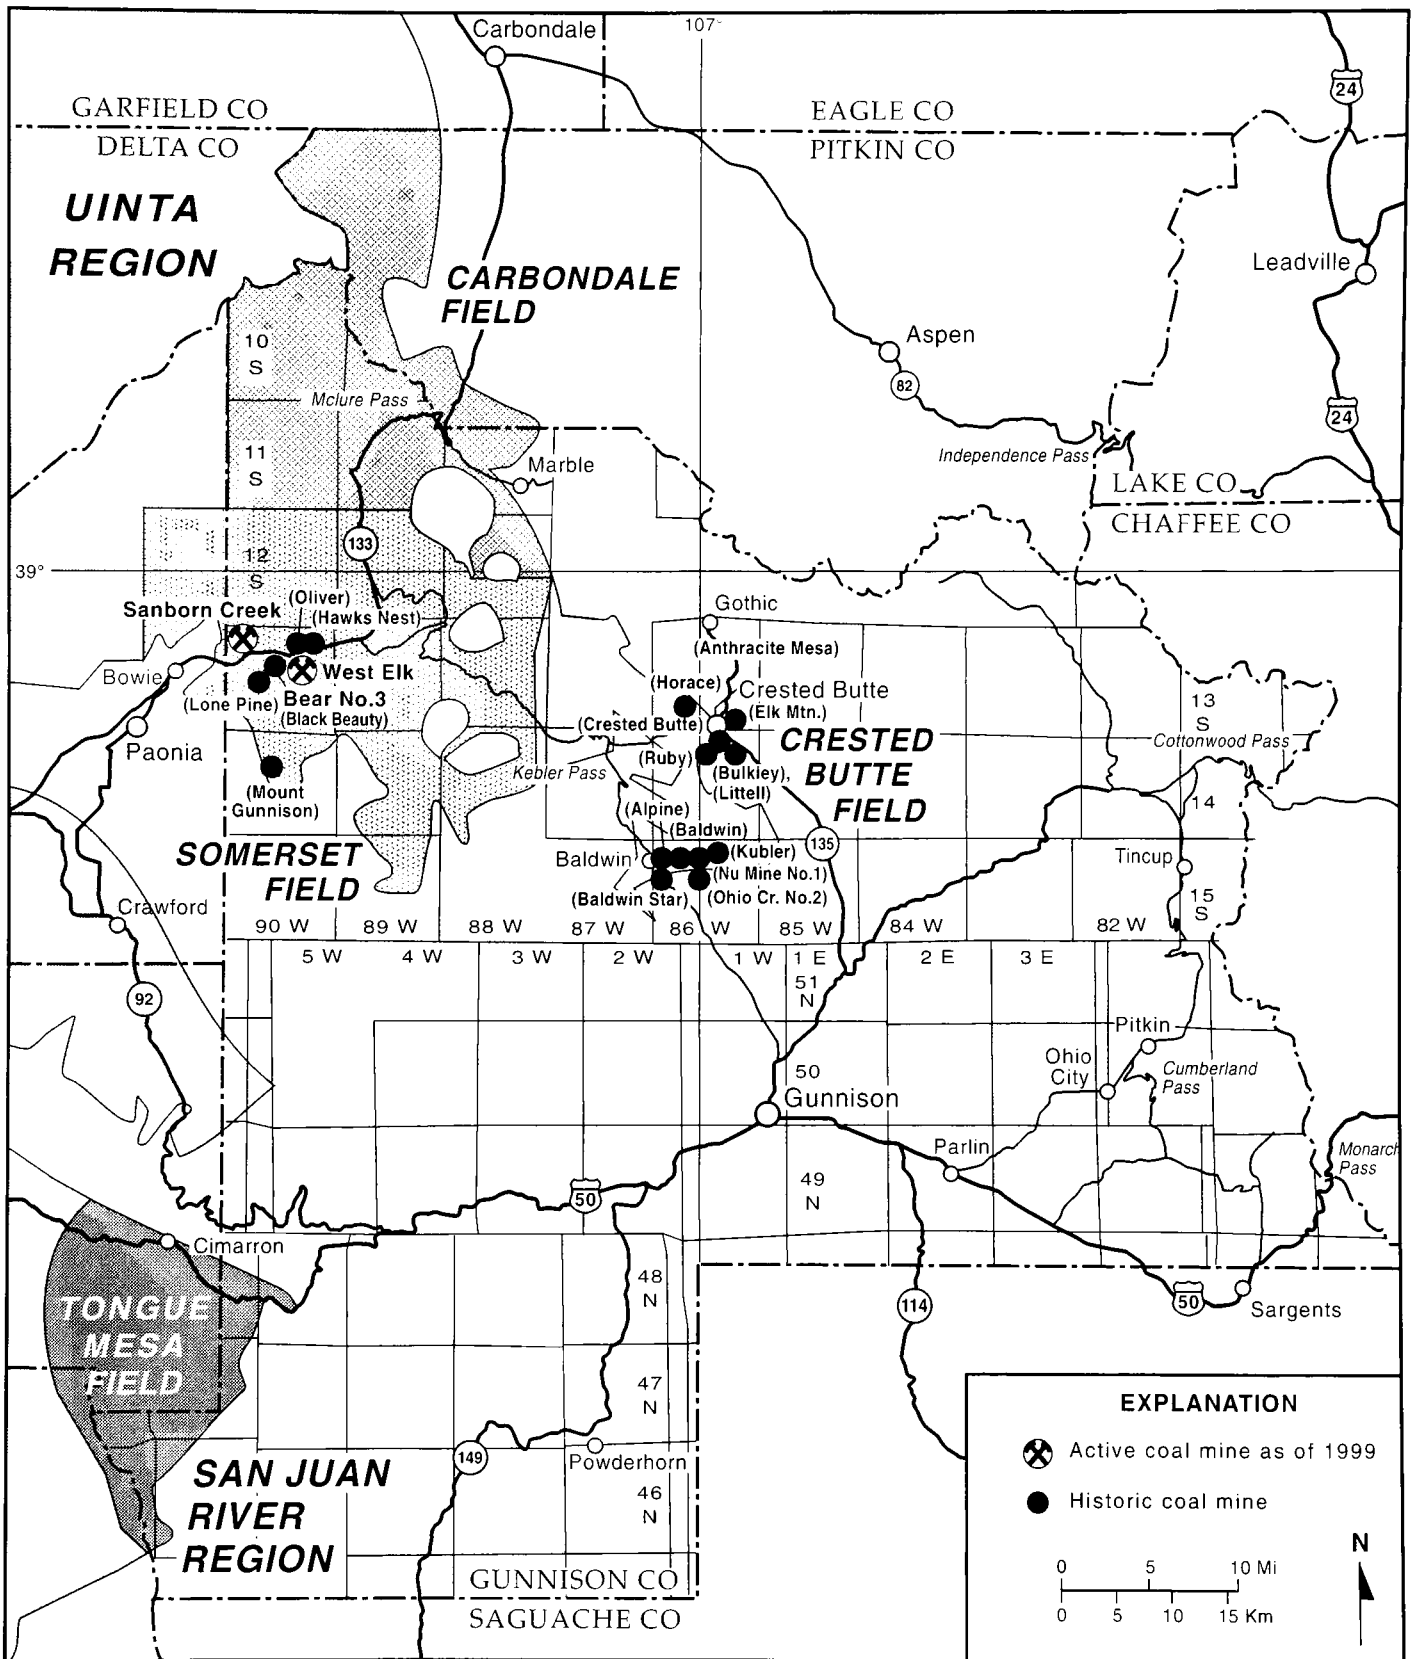 107°
Carbondale
24
GARFIELD CO
EAGLE CO
DELTA CO
PITKIN CO
UINTA
REGION
CARBONDALE
FIELD
Leadville
10
S
Aspen
82
Mclure Pass
24
11
S
Marble
Independence Pass
LAKE CO
CHAFFEE CO
133
12
S
39°
Sanborn Creek
(Oliver)
(Hawks Nest)
Gothic
(Anthracite Mesa)
Bowie
West Elk
(Horace)
Crested Butte
(Lone Pine)
Bear No.3
(Black Beauty)
(Elk Mtn.)
(Crested Butte)
13
S
Paonia
CRESTED
BUTTE
FIELD
Cottonwood Pass
(Ruby)
Kebler Pass
(Bulkley),
(Littell)
(Mount
Gunnison)
14
(Alpine)
(Baldwin)
135
SOMERSET
FIELD
Baldwin
(Kubler)
Tincup
(Nu Mine No.1)
(Baldwin Star)
(Ohio Cr. No.2)
15
S
Crawford
90 W
89 W
88 W
87 W
86 W
85 W
84 W
82 W
5 W
4 W
3 W
2 W
1 W
1 E
2 E
3 E
51
N
92
Pitkin
Ohio
City
Cumberland
Pass
50
Gunnison
Parlin
Monarch
Pass
49
N
50
Cimarron
48
N
114
50
Sargents
TONGUE
MESA
FIELD
47
N
149
Powderhorn
SAN JUAN
RIVER
REGION
46
N
GUNNISON CO
SAGUACHE CO
EXPLANATION
Active coal mine as of 1999
Historic coal mine
N
0 5 10 Mi
0 5 10 15 Km